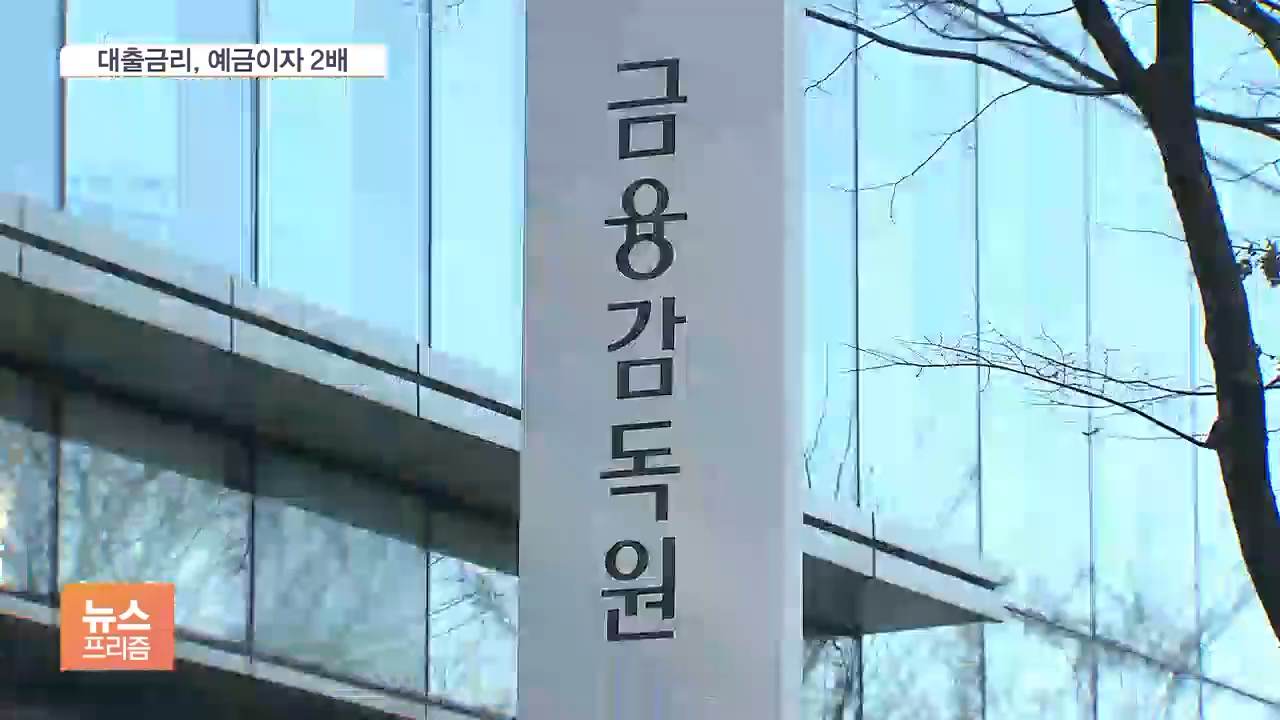 대출금리, 예금이자 2배
금융감독원
뉴스
프리즘